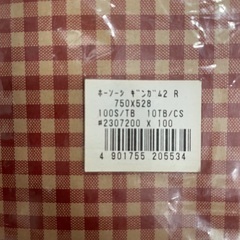 ﾎｰｿｰｼ ｷﾞﾝｶﾞﾑ2 R
750X528
100S/TB 10TB/CS
#2307200 X 100
4 901755 205534